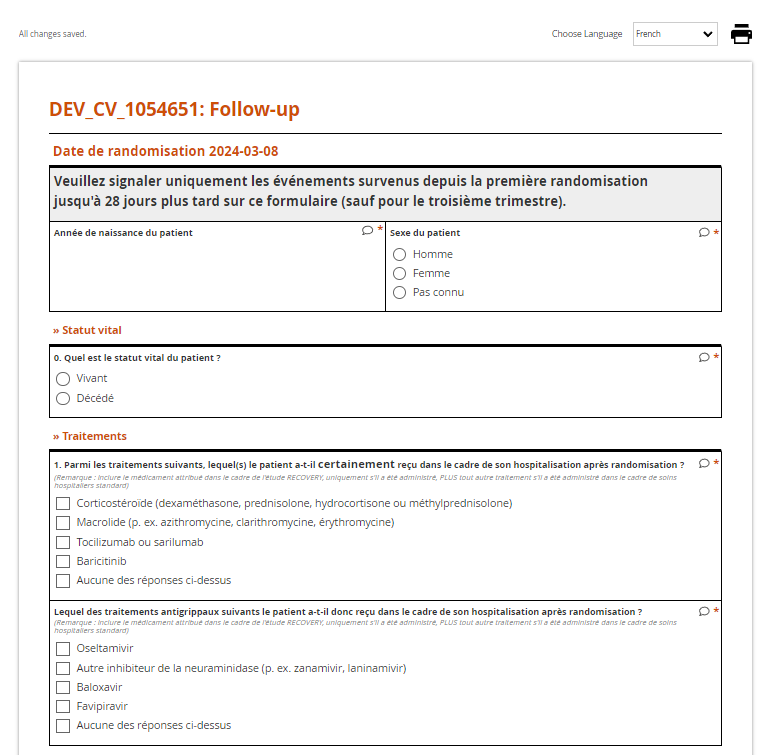 All changes saved.
Choose Language
French
DEV_CV_1054651: Follow-up
Date de randomisation 2024-03-08
Veuillez signaler uniquement les événements survenus depuis la première randomisation
jusqu'à 28 jours plus tard sur ce formulaire (sauf pour le troisième trimestre).
Année de naissance du patient *
Sexe du patient *
Homme
Femme
Pas connu
» Statut vital
0. Quel est le statut vital du patient ? *
Vivant
Décédé
» Traitements
1. Parmi les traitements suivants, lequel(s) le patient a-t-il certainement reçu dans le cadre de son hospitalisation après randomisation ? *
(Remarque : Inclure le médicament attribué dans le cadre de l'étude RECOVERY, uniquement s'il a été administré, PLUS tout autre traitement s'il a été administré dans le cadre de soins
hospitaliers standard)
Corticostéroïde (dexaméthasone, prednisolone, hydrocortisone ou méthylprednisolone)
Macrolide (p. ex. azithromycine, clarithromycine, érythromycine)
Tocilizumab ou sarilumab
Baricitinib
Aucune des réponses ci-dessus
Lequel des traitements antigrippaux suivants le patient a-t-il donc reçu dans le cadre de son hospitalisation après randomisation ? *
(Remarque : Inclure le médicament attribué dans le cadre de l'étude RECOVERY, uniquement s'il a été administré, PLUS tout autre traitement s'il a été administré dans le cadre de soins
hospitaliers standard)
Oseltamivir
Autre inhibiteur de la neuraminidase (p. ex. zanamivir, laninamivir)
Baloxavir
Favipiravir
Aucune des réponses ci-dessus